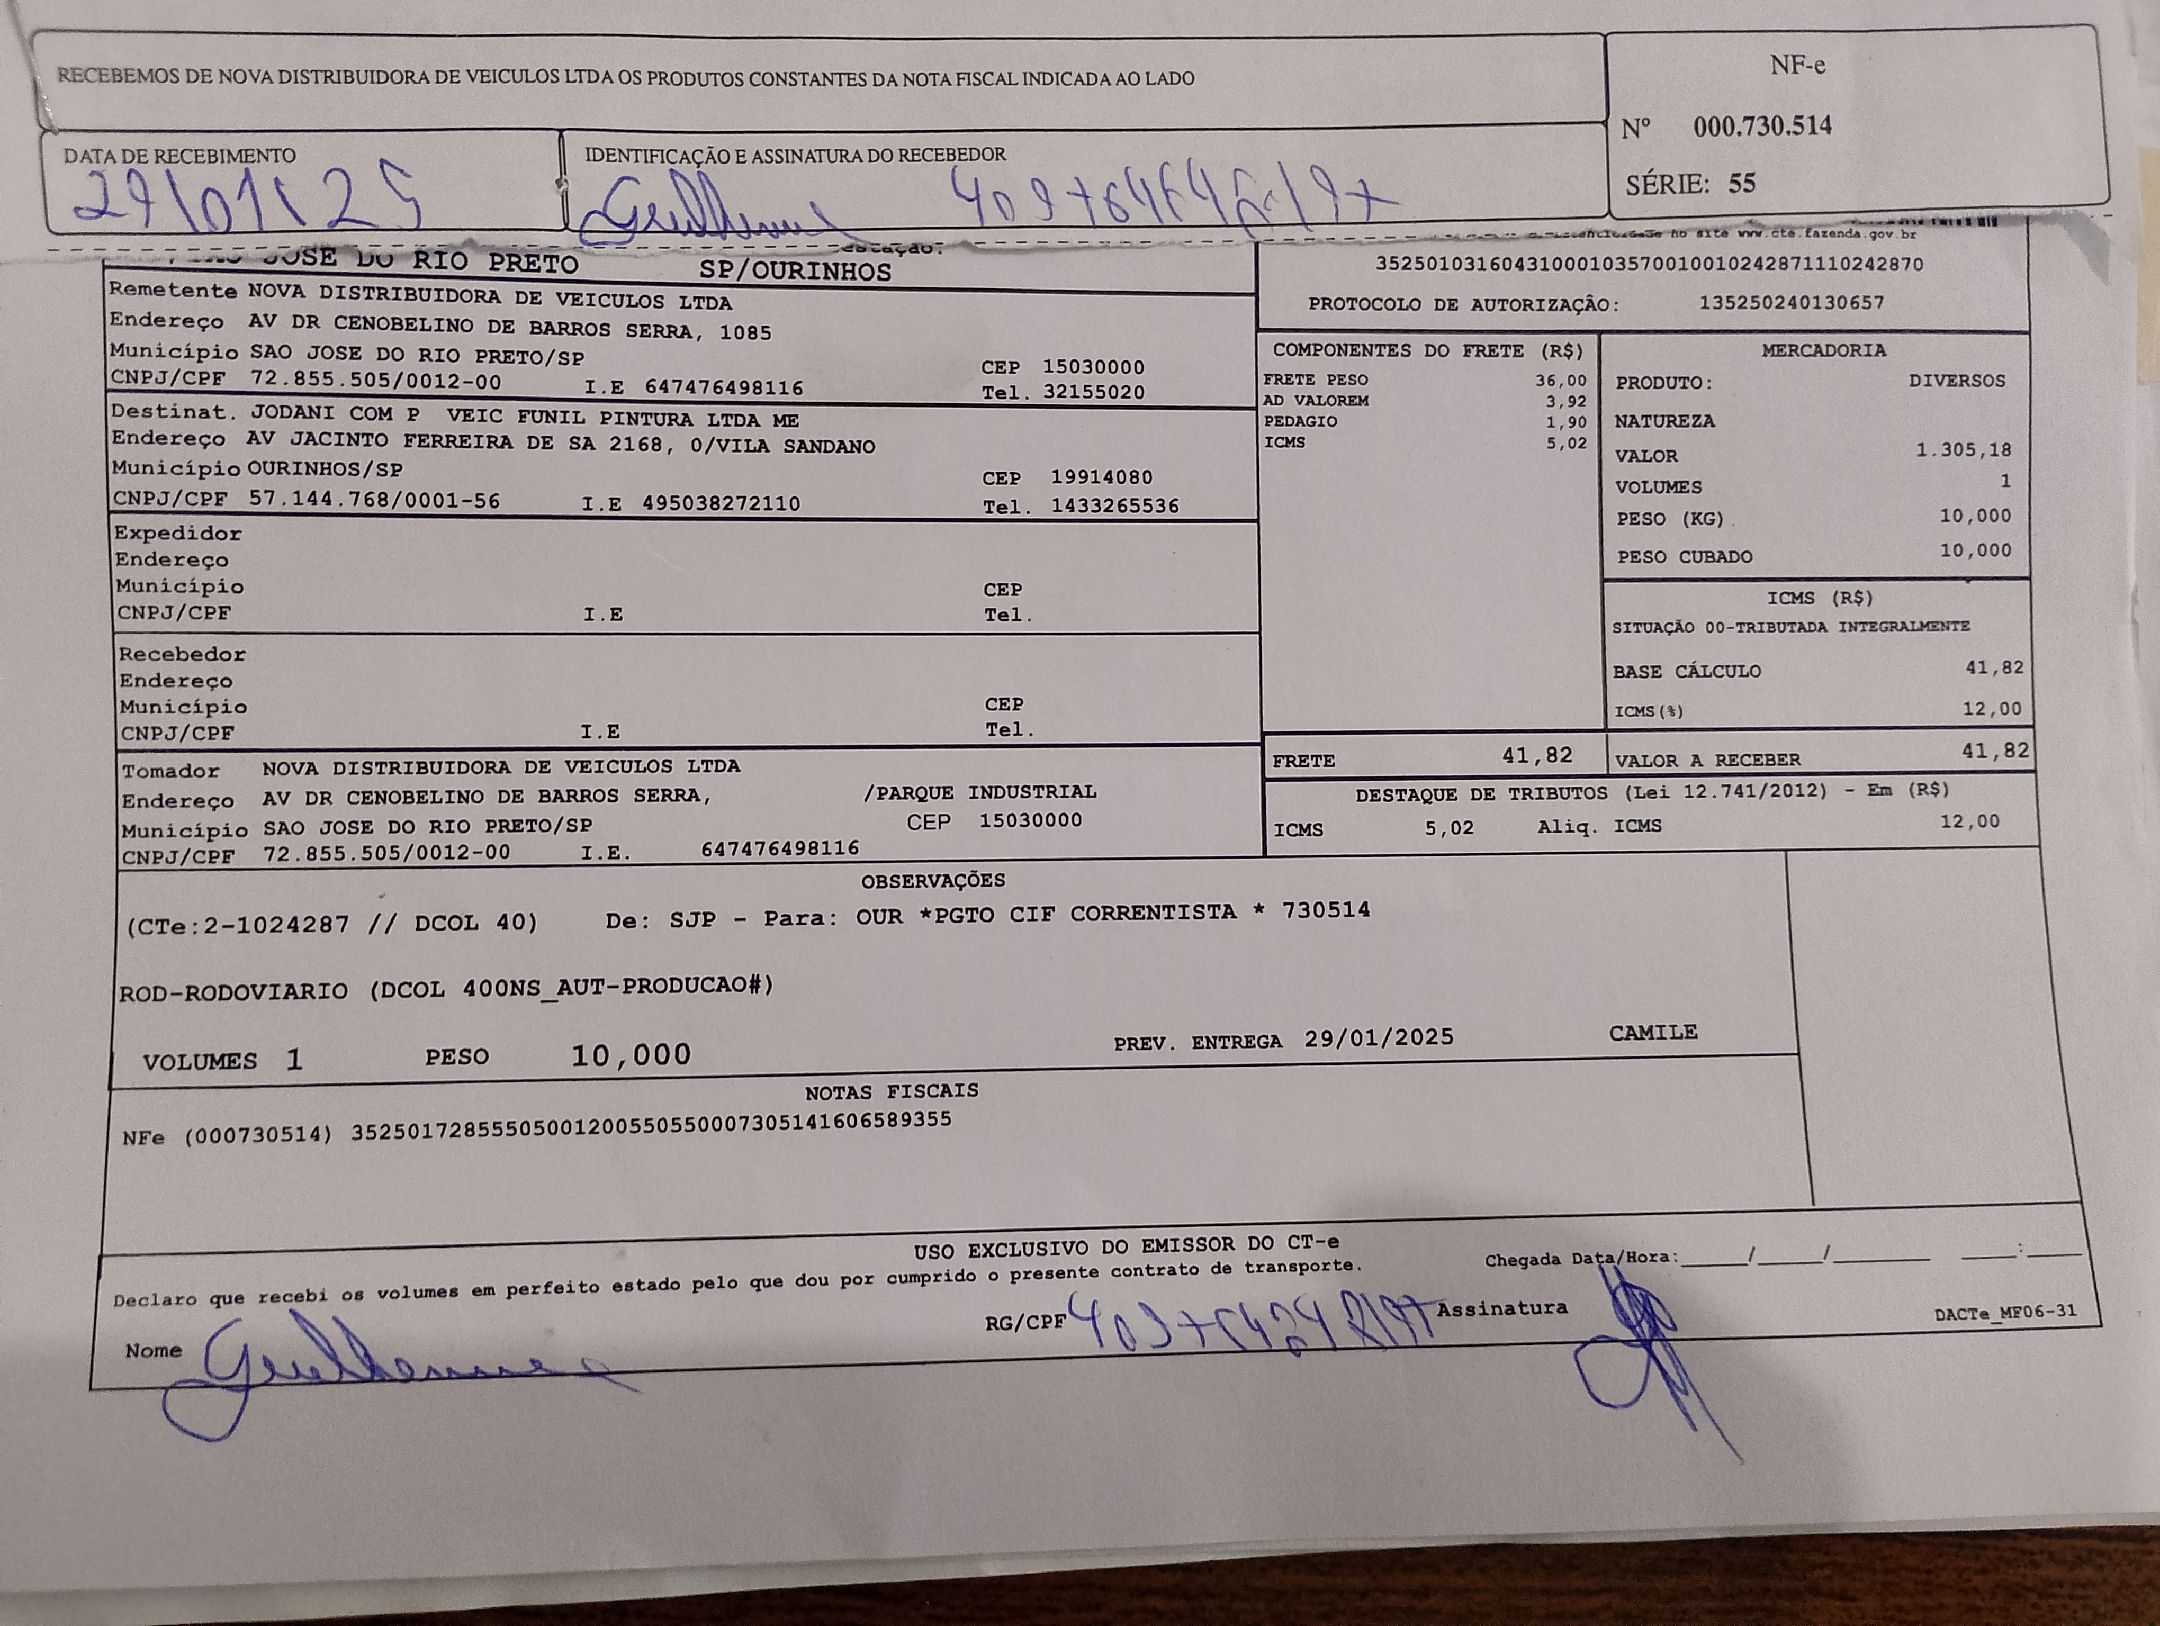 RECEBEMOS DE NOVA DISTRIBUIDORA DE VEICULOS LTDA OS PRODUTOS CONSTANTES DA NOTA FISCAL INDICADA AO LADO
NF-e
Nº 000.730.514
SÉRIE: 55
DATA DE RECEBIMENTO
IDENTIFICAÇÃO E ASSINATURA DO RECEBEDOR
29/01/25
Guilherme
no site www.cte.fazenda.gov.br
JOSE DO RIO PRETO SP/OURINHOS
35250103160431000103570010010242871110242870
PROTOCOLO DE AUTORIZAÇÃO: 135250240130657
Remetente NOVA DISTRIBUIDORA DE VEICULOS LTDA
Endereço AV DR CENOBELINO DE BARROS SERRA, 1085
Município SAO JOSE DO RIO PRETO/SP CEP 15030000
CNPJ/CPF 72.855.505/0012-00 I.E 647476498116 Tel. 32155020
Destinat. JODANI COM P VEIC FUNIL PINTURA LTDA ME
Endereço AV JACINTO FERREIRA DE SA 2168, 0/VILA SANDANO
Município OURINHOS/SP CEP 19914080
CNPJ/CPF 57.144.768/0001-56 I.E 495038272110 Tel. 1433265536
Expedidor
Endereço
Município CEP
CNPJ/CPF I.E Tel.
Recebedor
Endereço
Município CEP
CNPJ/CPF I.E Tel.
Tomador NOVA DISTRIBUIDORA DE VEICULOS LTDA
Endereço AV DR CENOBELINO DE BARROS SERRA, /PARQUE INDUSTRIAL
Município SAO JOSE DO RIO PRETO/SP CEP 15030000
CNPJ/CPF 72.855.505/0012-00 I.E. 647476498116
COMPONENTES DO FRETE (R$)
FRETE PESO 36,00
AD VALOREM 3,92
PEDAGIO 1,90
ICMS 5,02
MERCADORIA
PRODUTO: DIVERSOS
NATUREZA
VALOR 1.305,18
VOLUMES 1
PESO (KG) 10,000
PESO CUBADO 10,000
ICMS (R$)
SITUAÇÃO 00-TRIBUTADA INTEGRALMENTE
BASE CÁLCULO 41,82
ICMS(%) 12,00
FRETE 41,82 VALOR A RECEBER 41,82
DESTAQUE DE TRIBUTOS (Lei 12.741/2012) - Em (R$)
ICMS 5,02 Aliq. ICMS 12,00
OBSERVAÇÕES
(CTe:2-1024287 // DCOL 40) De: SJP - Para: OUR *PGTO CIF CORRENTISTA * 730514
ROD-RODOVIARIO (DCOL 400NS_AUT-PRODUCAO#)
VOLUMES 1 PESO 10,000 PREV. ENTREGA 29/01/2025 CAMILE
NOTAS FISCAIS
NFe (000730514) 35250172855505001200550550007305141606589355
USO EXCLUSIVO DO EMISSOR DO CT-e
Declaro que recebi os volumes em perfeito estado pelo que dou por cumprido o presente contrato de transporte.
Chegada Data/Hora:_____/_____/_______ ____:____
Nome Guilherme
RG/CPF
Assinatura
DACTe_MF06-31